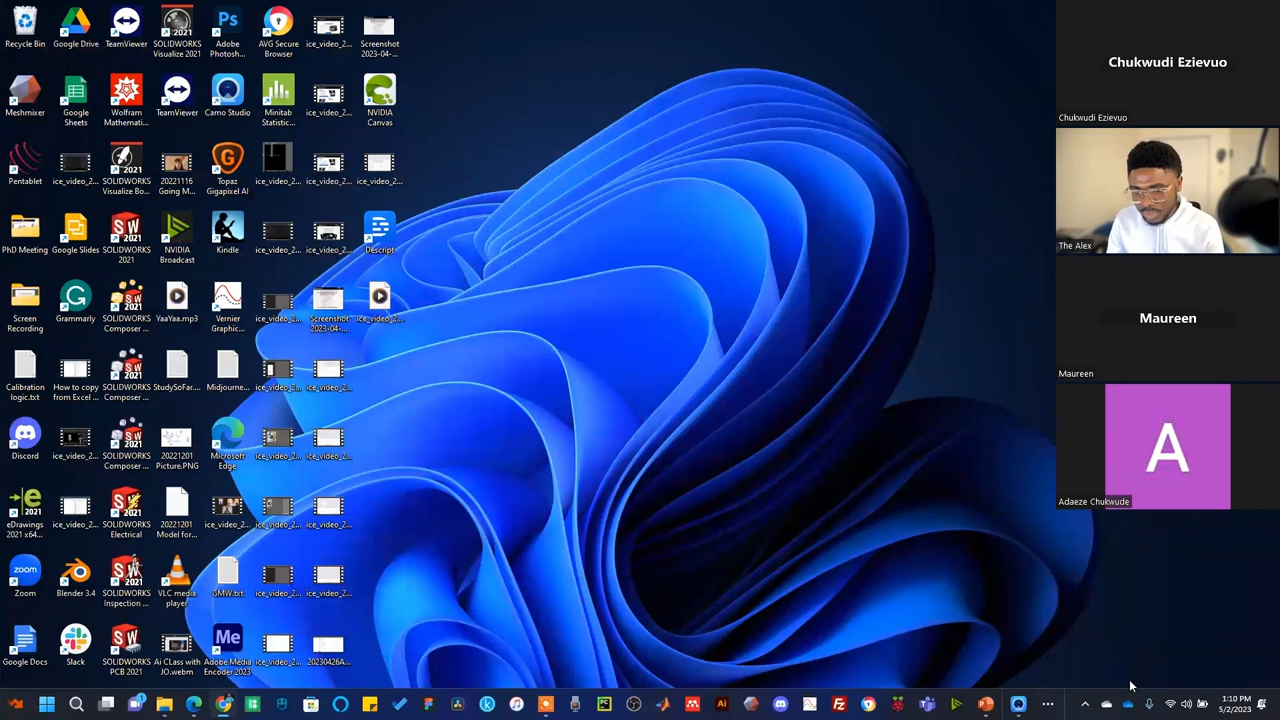 Recycle Bin
Google Drive
TeamViewer
SOLIDWORKS
Visualize 2021
Adobe
Photosh...
AVG Secure
Browser
ice_video_2...
Screenshot
2023-04-...
Meshmixer
Google
Sheets
Wolfram
Mathemati...
TeamViewer
Camo Studio
Minitab
Statistic...
ice_video_2...
NVIDIA
Canvas
Pentablet
ice_video_2...
SOLIDWORKS
Visualize Bo...
20221116
Going M...
Topaz
Gigapixel AI
ice_video_2...
ice_video_2...
ice_video_2...
PhD Meeting
Google Slides
SOLIDWORKS
2021
NVIDIA
Broadcast
Kindle
ice_video_2...
ice_video_2...
Descript
Screen
Recording
Grammarly
SOLIDWORKS
Composer ...
YaaYaa.mp3
Vernier
Graphic...
ice_video_2...
Screenshot
2023-04-...
ice_video_2...
Calibration
logic.txt
How to copy
from Excel ...
SOLIDWORKS
Composer ...
StudySoFar....
Midjourne...
ice_video_2...
ice_video_2...
Discord
ice_video_2...
SOLIDWORKS
Composer ...
20221201
Picture.PNG
Microsoft
Edge
ice_video_2...
ice_video_2...
eDrawings
2021 x64...
ice_video_2...
SOLIDWORKS
Electrical
20221201
Model for...
ice_video_2...
ice_video_2...
ice_video_2...
zoom
Zoom
Blender 3.4
SOLIDWORKS
Inspection ...
VLC media
player
GMW.txt
ice_video_2...
ice_video_2...
Google Docs
Slack
SOLIDWORKS
PCB 2021
Ai CLass with
JO.webm
Me
Adobe Media
Encoder 2023
ice_video_2...
20230426A...
Chukwudi Ezievuo
Chukwudi Ezievuo
The Alex
Maureen
Maureen
A
Adaeze Chukwude
1:10 PM
5/2/2023